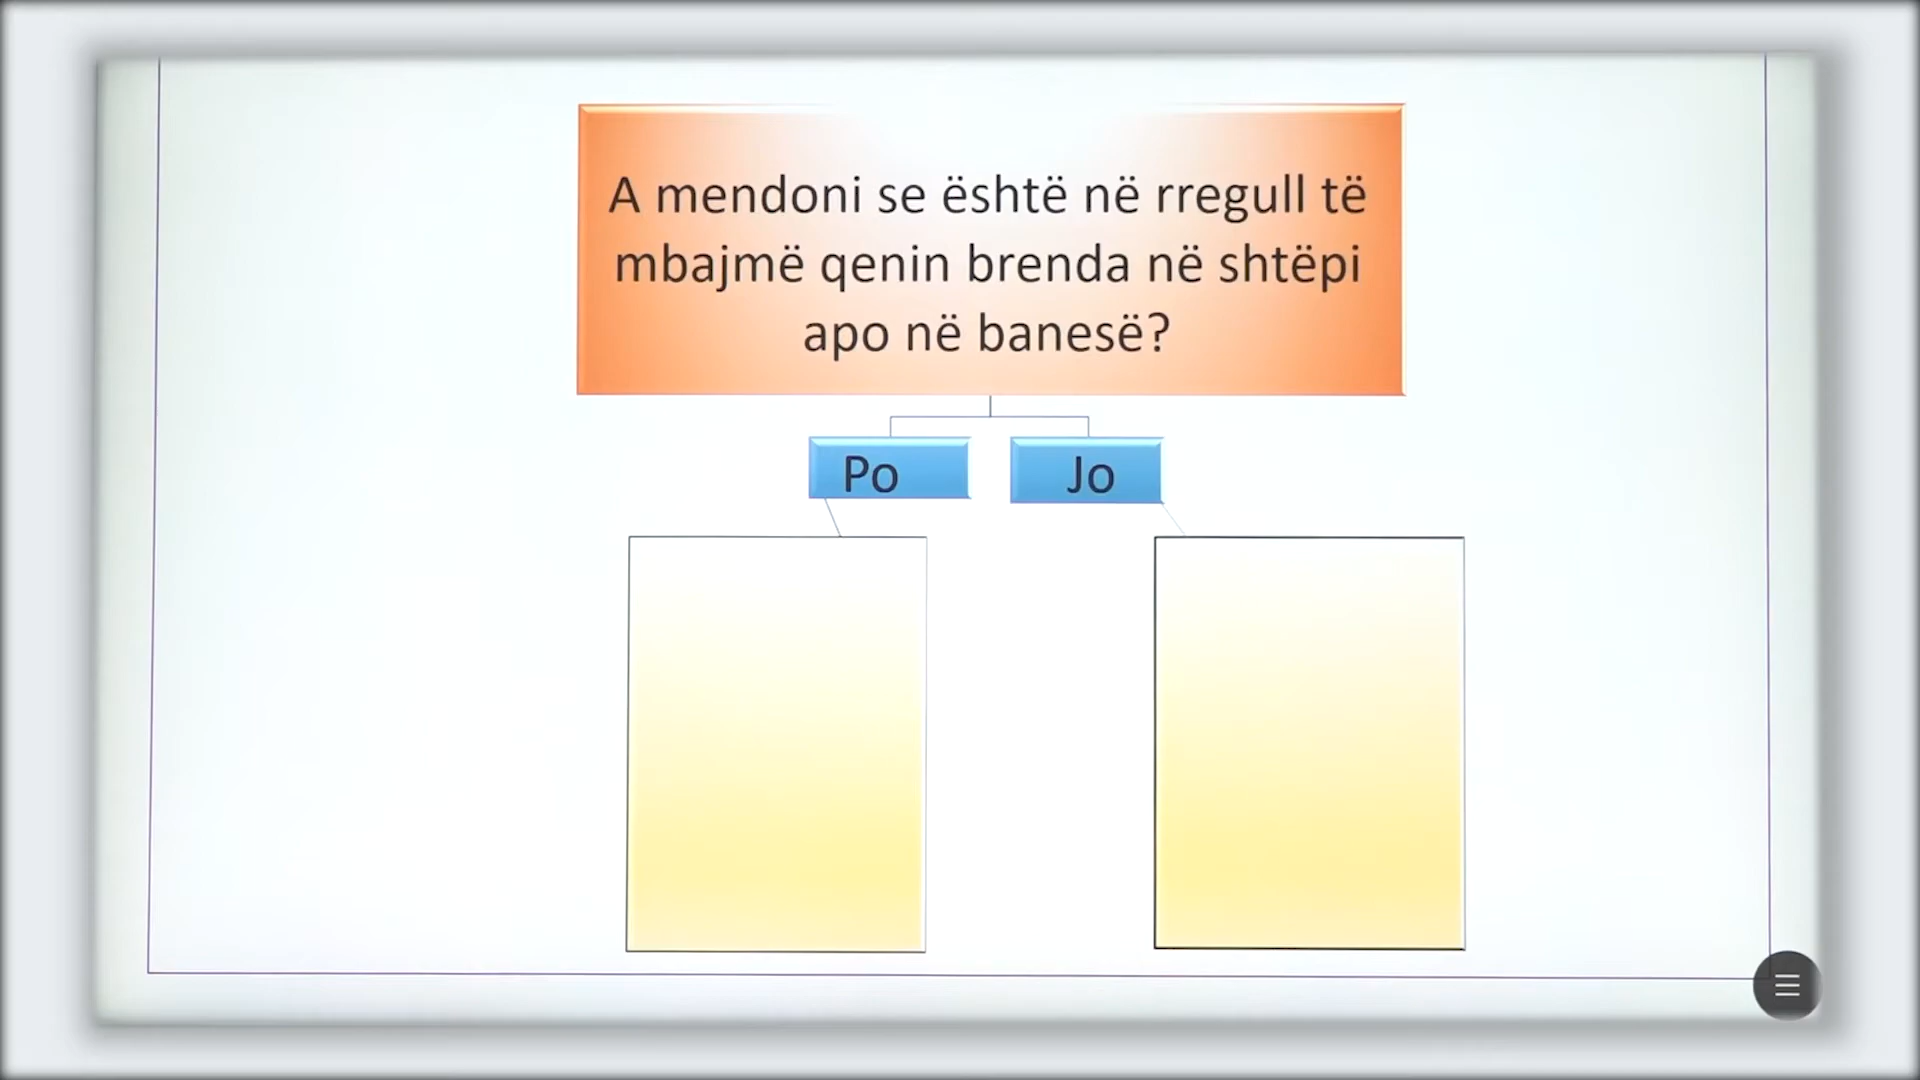 A mendoni se është në rregull të
mbajmë qenin brenda në shtëpi
apo në banesë?
Po
Jo